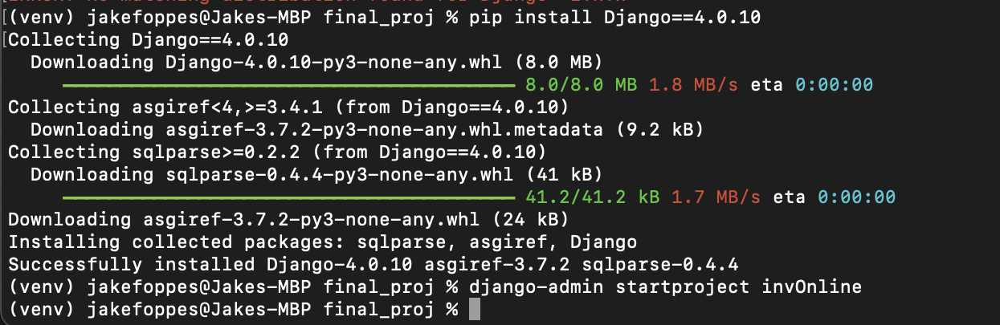 (venv) jakefoppes@Jakes-MBP final_proj % pip install Django==4.0.10
Collecting Django==4.0.10
Downloading Django-4.0.10-py3-none-any.whl (8.0 MB)
8.0/8.0 MB 1.8 MB/s eta 0:00:00
Collecting asgiref<4,>=3.4.1 (from Django==4.0.10)
Downloading asgiref-3.7.2-py3-none-any.whl.metadata (9.2 kB)
Collecting sqlparse>=0.2.2 (from Django==4.0.10)
Downloading sqlparse-0.4.4-py3-none-any.whl (41 kB)
41.2/41.2 kB 1.7 MB/s eta 0:00:00
Downloading asgiref-3.7.2-py3-none-any.whl (24 kB)
Installing collected packages: sqlparse, asgiref, Django
Successfully installed Django-4.0.10 asgiref-3.7.2 sqlparse-0.4.4
(venv) jakefoppes@Jakes-MBP final_proj % django-admin startproject invOnline
(venv) jakefoppes@Jakes-MBP final_proj %